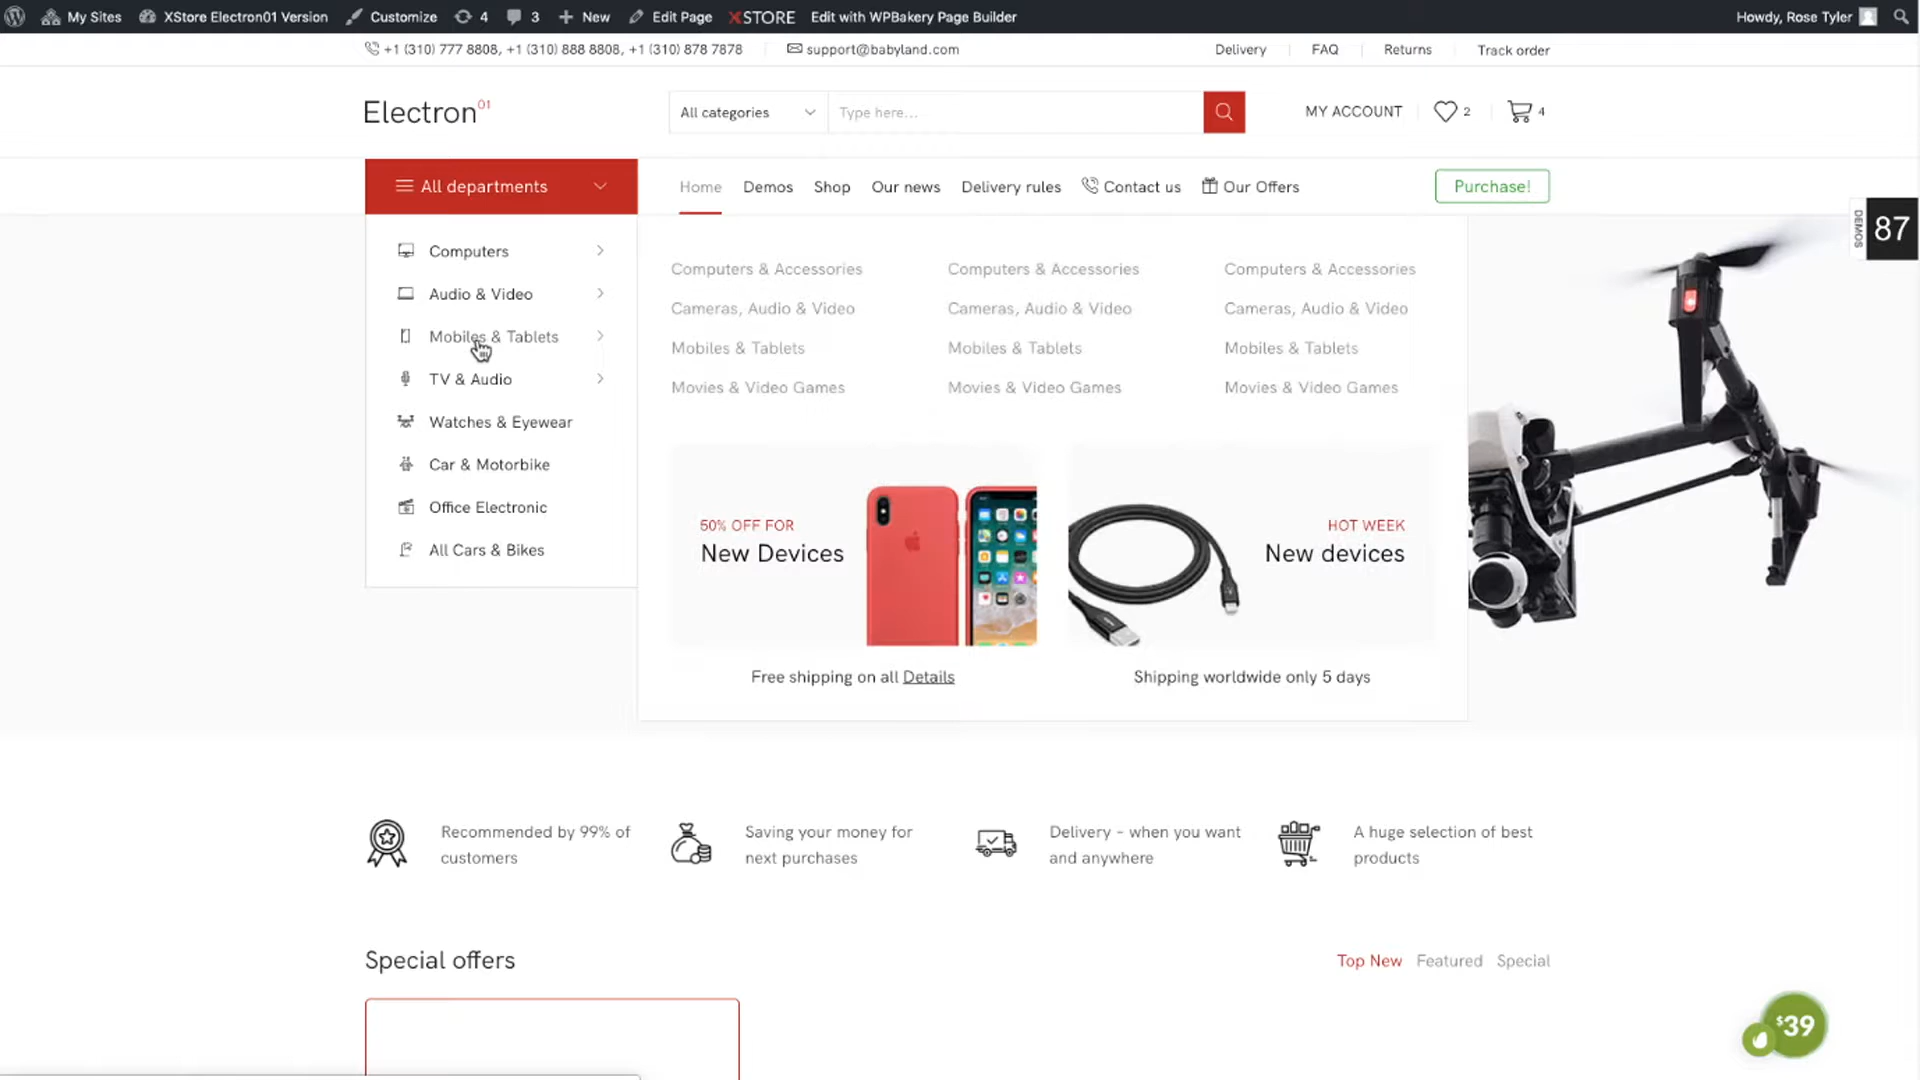 My Sites XStore Electron01 Version Customize 4 3 New Edit Page XSTORE Edit with WPBakery Page Builder Howdy, Rose Tyler
+1 (310) 777 8808, +1 (310) 888 8808, +1 (310) 878 7878 support@babyland.com Delivery FAQ Returns Track order
Electron01 All categories Type here... MY ACCOUNT 2 4
All departments Home Demos Shop Our news Delivery rules Contact us Our Offers Purchase!
DEMOS 87
Computers
Audio & Video
Mobiles & Tablets
TV & Audio
Watches & Eyewear
Car & Motorbike
Office Electronic
All Cars & Bikes
Computers & Accessories Computers & Accessories Computers & Accessories
Cameras, Audio & Video Cameras, Audio & Video Cameras, Audio & Video
Mobiles & Tablets Mobiles & Tablets Mobiles & Tablets
Movies & Video Games Movies & Video Games Movies & Video Games
50% OFF FOR
New Devices
HOT WEEK
New devices
Free shipping on all Details
Shipping worldwide only 5 days
Recommended by 99% of
customers
Saving your money for
next purchases
Delivery - when you want
and anywhere
A huge selection of best
products
Special offers Top New Featured Special
$39